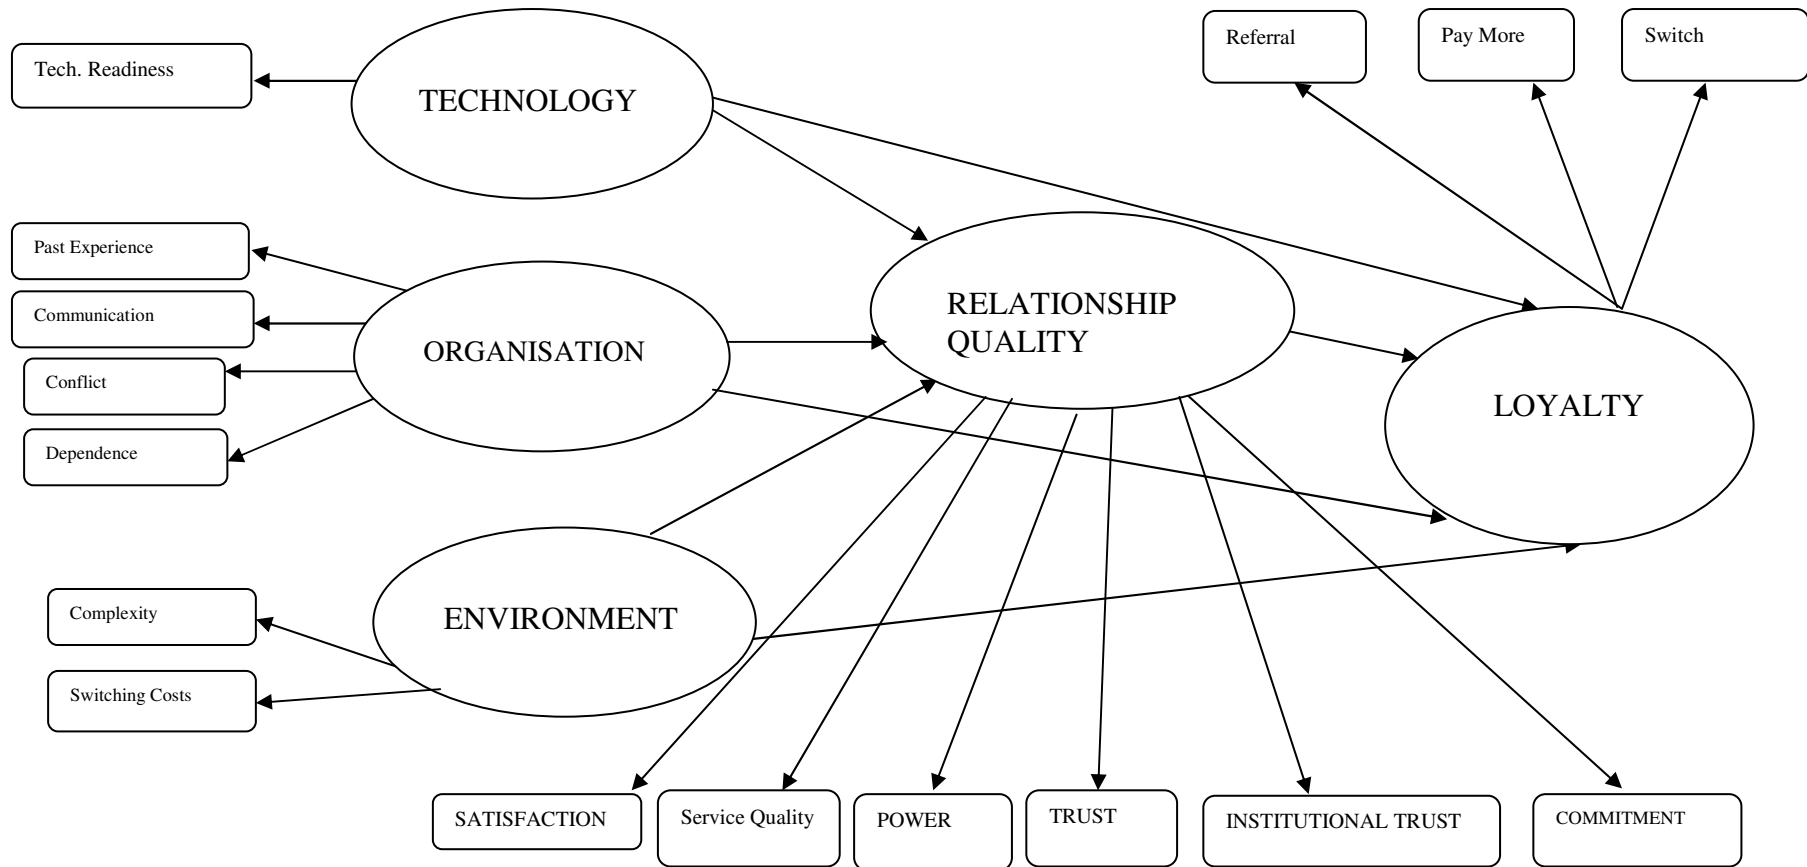 Referral
Pay More
Switch
Tech. Readiness
TECHNOLOGY
Past Experience
Communication
Conflict
Dependence
ORGANISATION
RELATIONSHIP
QUALITY
LOYALTY
Complexity
Switching Costs
ENVIRONMENT
SATISFACTION
Service Quality
POWER
TRUST
INSTITUTIONAL TRUST
COMMITMENT